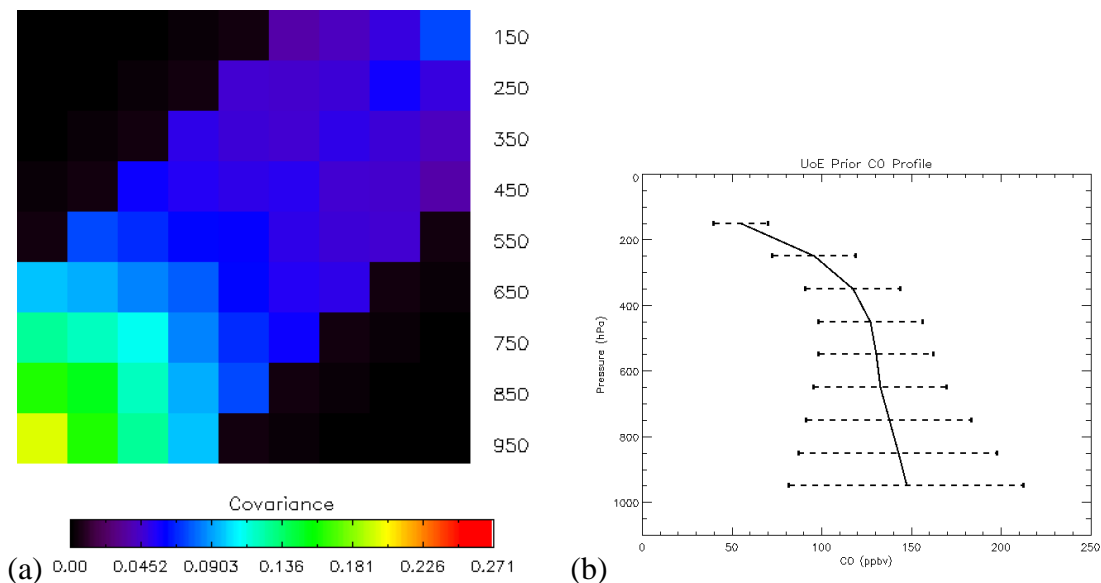 150
250
350
450
550
650
750
850
950
Covariance
0.00 0.0452 0.0903 0.136 0.181 0.226 0.271
(a)
UoE Prior CO Profile
0
200
400
600
800
1000
Pressure (hPa)
0 50 100 150 200 250
CO (ppbv)
(b)